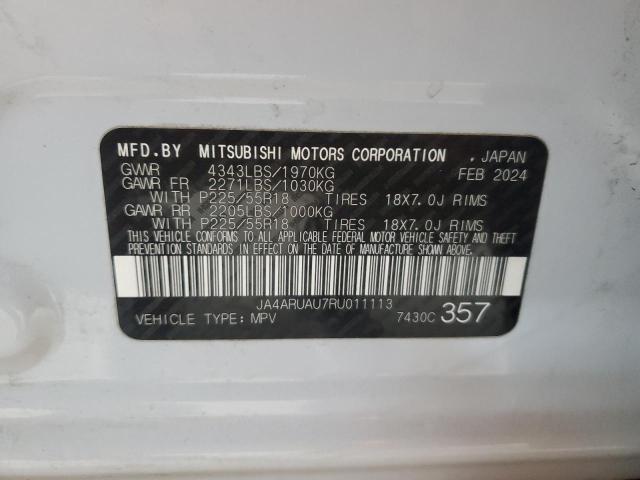 MFD.BY MITSUBISHI MOTORS CORPORATION . JAPAN
GVWR 4343LBS/1970KG FEB 2024
GAWR FR 2271LBS/1030KG
WITH P225/55R18 TIRES 18X7.0J RIMS
GAWR RR 2205LBS/1000KG
WITH P225/55R18 TIRES 18X7.0J RIMS
THIS VEHICLE CONFORMS TO ALL APPLICABLE FEDERAL MOTOR VEHICLE SAFETY AND THEFT
PREVENTION STANDARDS IN EFFECT ON THE DATE OF MANUFACTURE SHOWN ABOVE.
JA4ARUAU7RU011113
VEHICLE TYPE: MPV 7430C 357